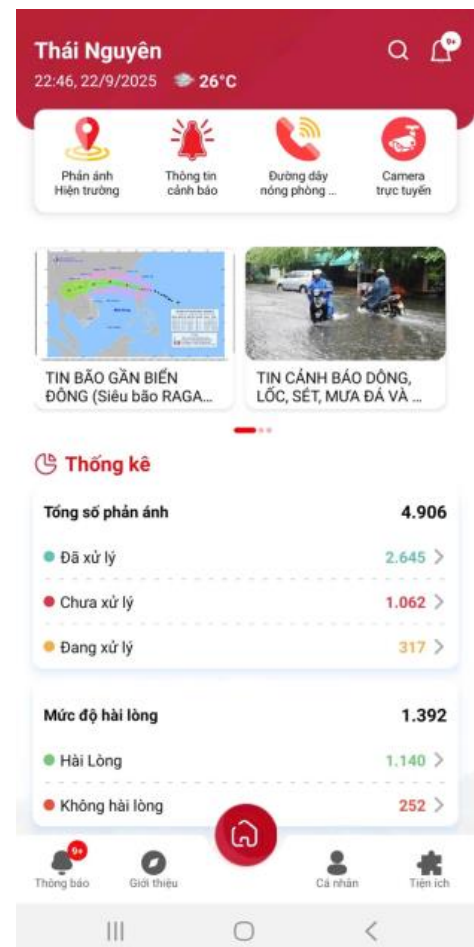 Thái Nguyên
9+
22:46, 22/9/2025 26°C
Phản ánh
Hiện trường
Thông tin
cảnh báo
Đường dây
nóng phòng ...
Camera
trực tuyến
TIN BÃO GẦN BIỂN
ĐÔNG (Siêu bão RAGA...
TIN CẢNH BÁO DÔNG,
LỐC, SÉT, MƯA ĐÁ VÀ ...
Thống kê
Tổng số phản ánh 4.906
Đã xử lý 2.645
Chưa xử lý 1.062
Đang xử lý 317
Mức độ hài lòng 1.392
Hài Lòng 1.140
Không hài lòng 252
9+
Thông báo
Giới thiệu
Cá nhân
Tiện ích